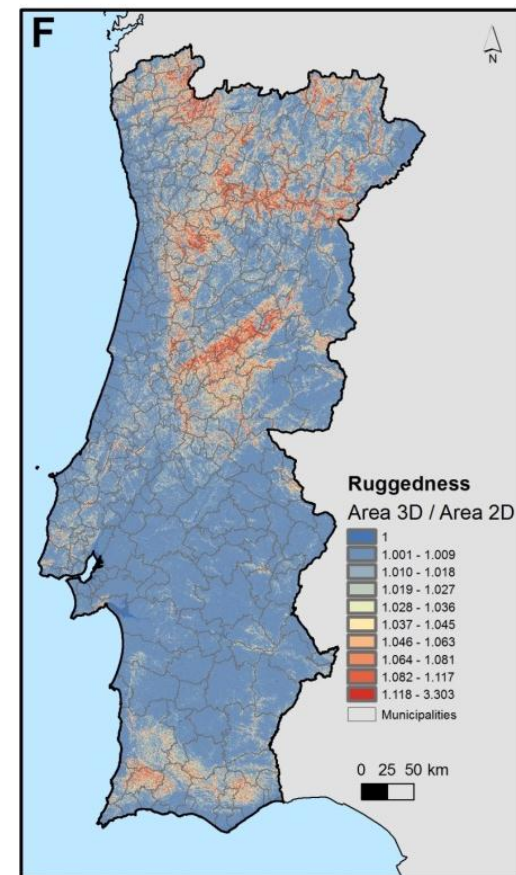 F
N
Ruggedness
Area 3D / Area 2D
1
1.001 - 1.009
1.010 - 1.018
1.019 - 1.027
1.028 - 1.036
1.037 - 1.045
1.046 - 1.063
1.064 - 1.081
1.082 - 1.117
1.118 - 3.303
Municipalities
0 25 50 km